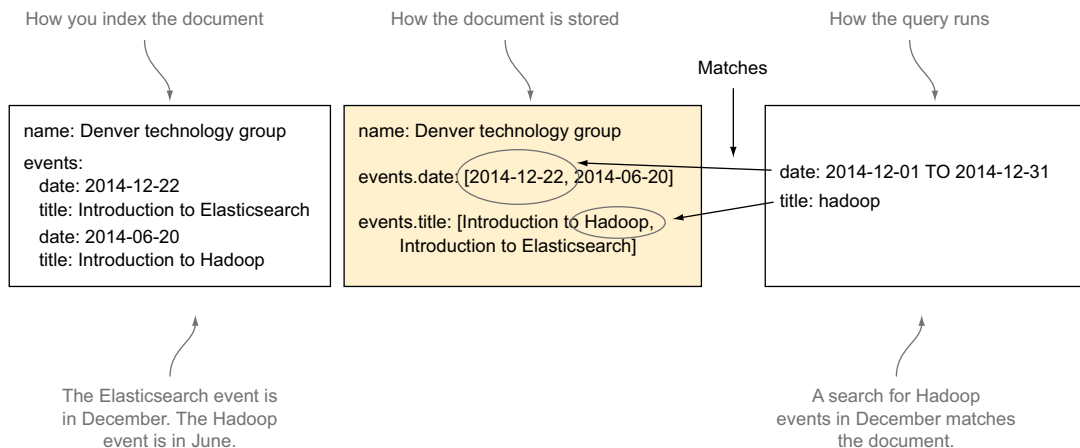 How you index the document
How the document is stored
How the query runs
Matches
name: Denver technology group
events:
date: 2014-12-22
title: Introduction to Elasticsearch
date: 2014-06-20
title: Introduction to Hadoop
name: Denver technology group
events.date: [2014-12-22, 2014-06-20]
events.title: [Introduction to Hadoop,
Introduction to Elasticsearch]
date: 2014-12-01 TO 2014-12-31
title: hadoop
The Elasticsearch event is
in December. The Hadoop
event is in June.
A search for Hadoop
events in December matches
the document.